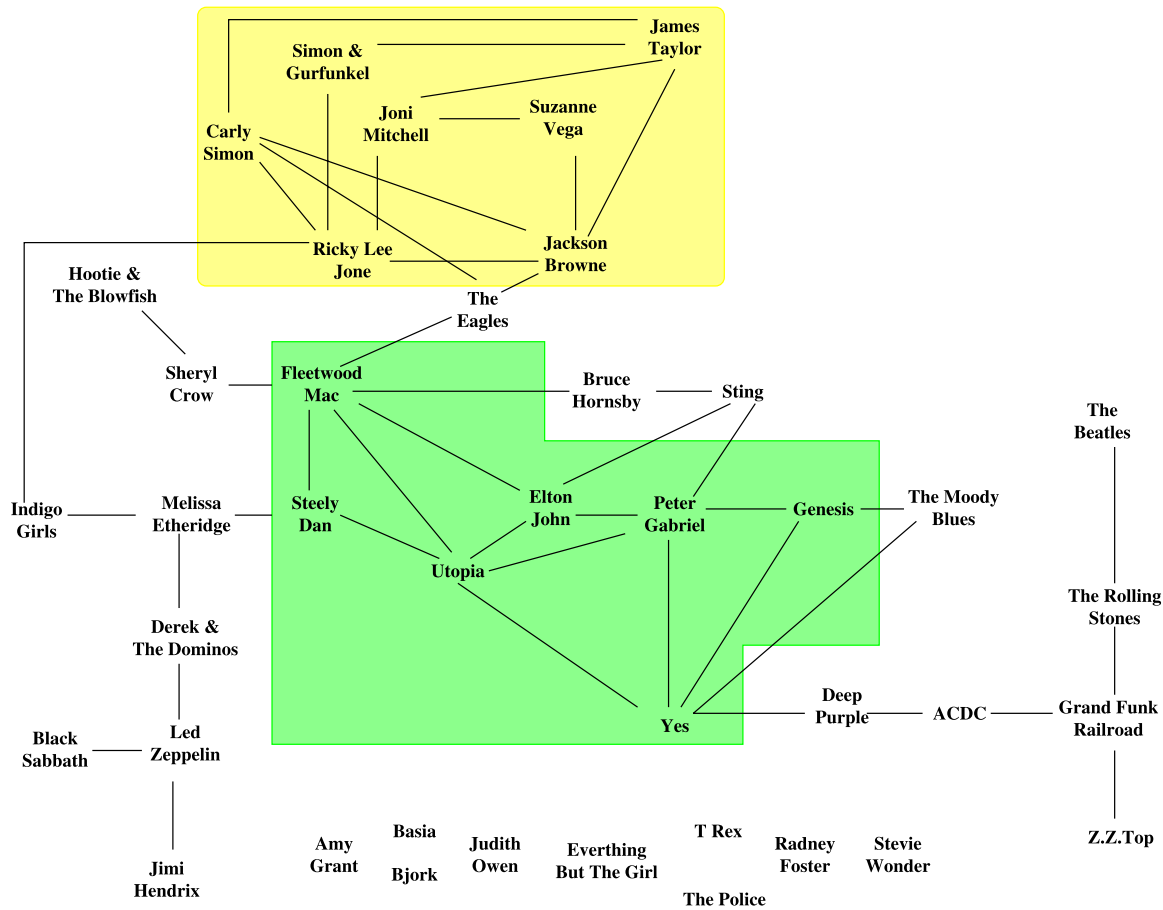 James
Taylor
Simon &
Gurfunkel
Joni
Mitchell
Suzanne
Vega
Carly
Simon
Ricky Lee
Jone
Jackson
Browne
Hootie &
The Blowfish
The
Eagles
Sheryl
Crow
Fleetwood
Mac
Bruce
Hornsby
Sting
The
Beatles
Indigo
Girls
Melissa
Etheridge
Steely
Dan
Elton
John
Peter
Gabriel
Genesis
The Moody
Blues
Utopia
The Rolling
Stones
Derek &
The Dominos
Yes
Deep
Purple
ACDC
Grand Funk
Railroad
Black
Sabbath
Led
Zeppelin
Jimi
Hendrix
Amy
Grant
Basia
Bjork
Judith
Owen
Everthing
But The Girl
T Rex
The Police
Radney
Foster
Stevie
Wonder
Z.Z.Top